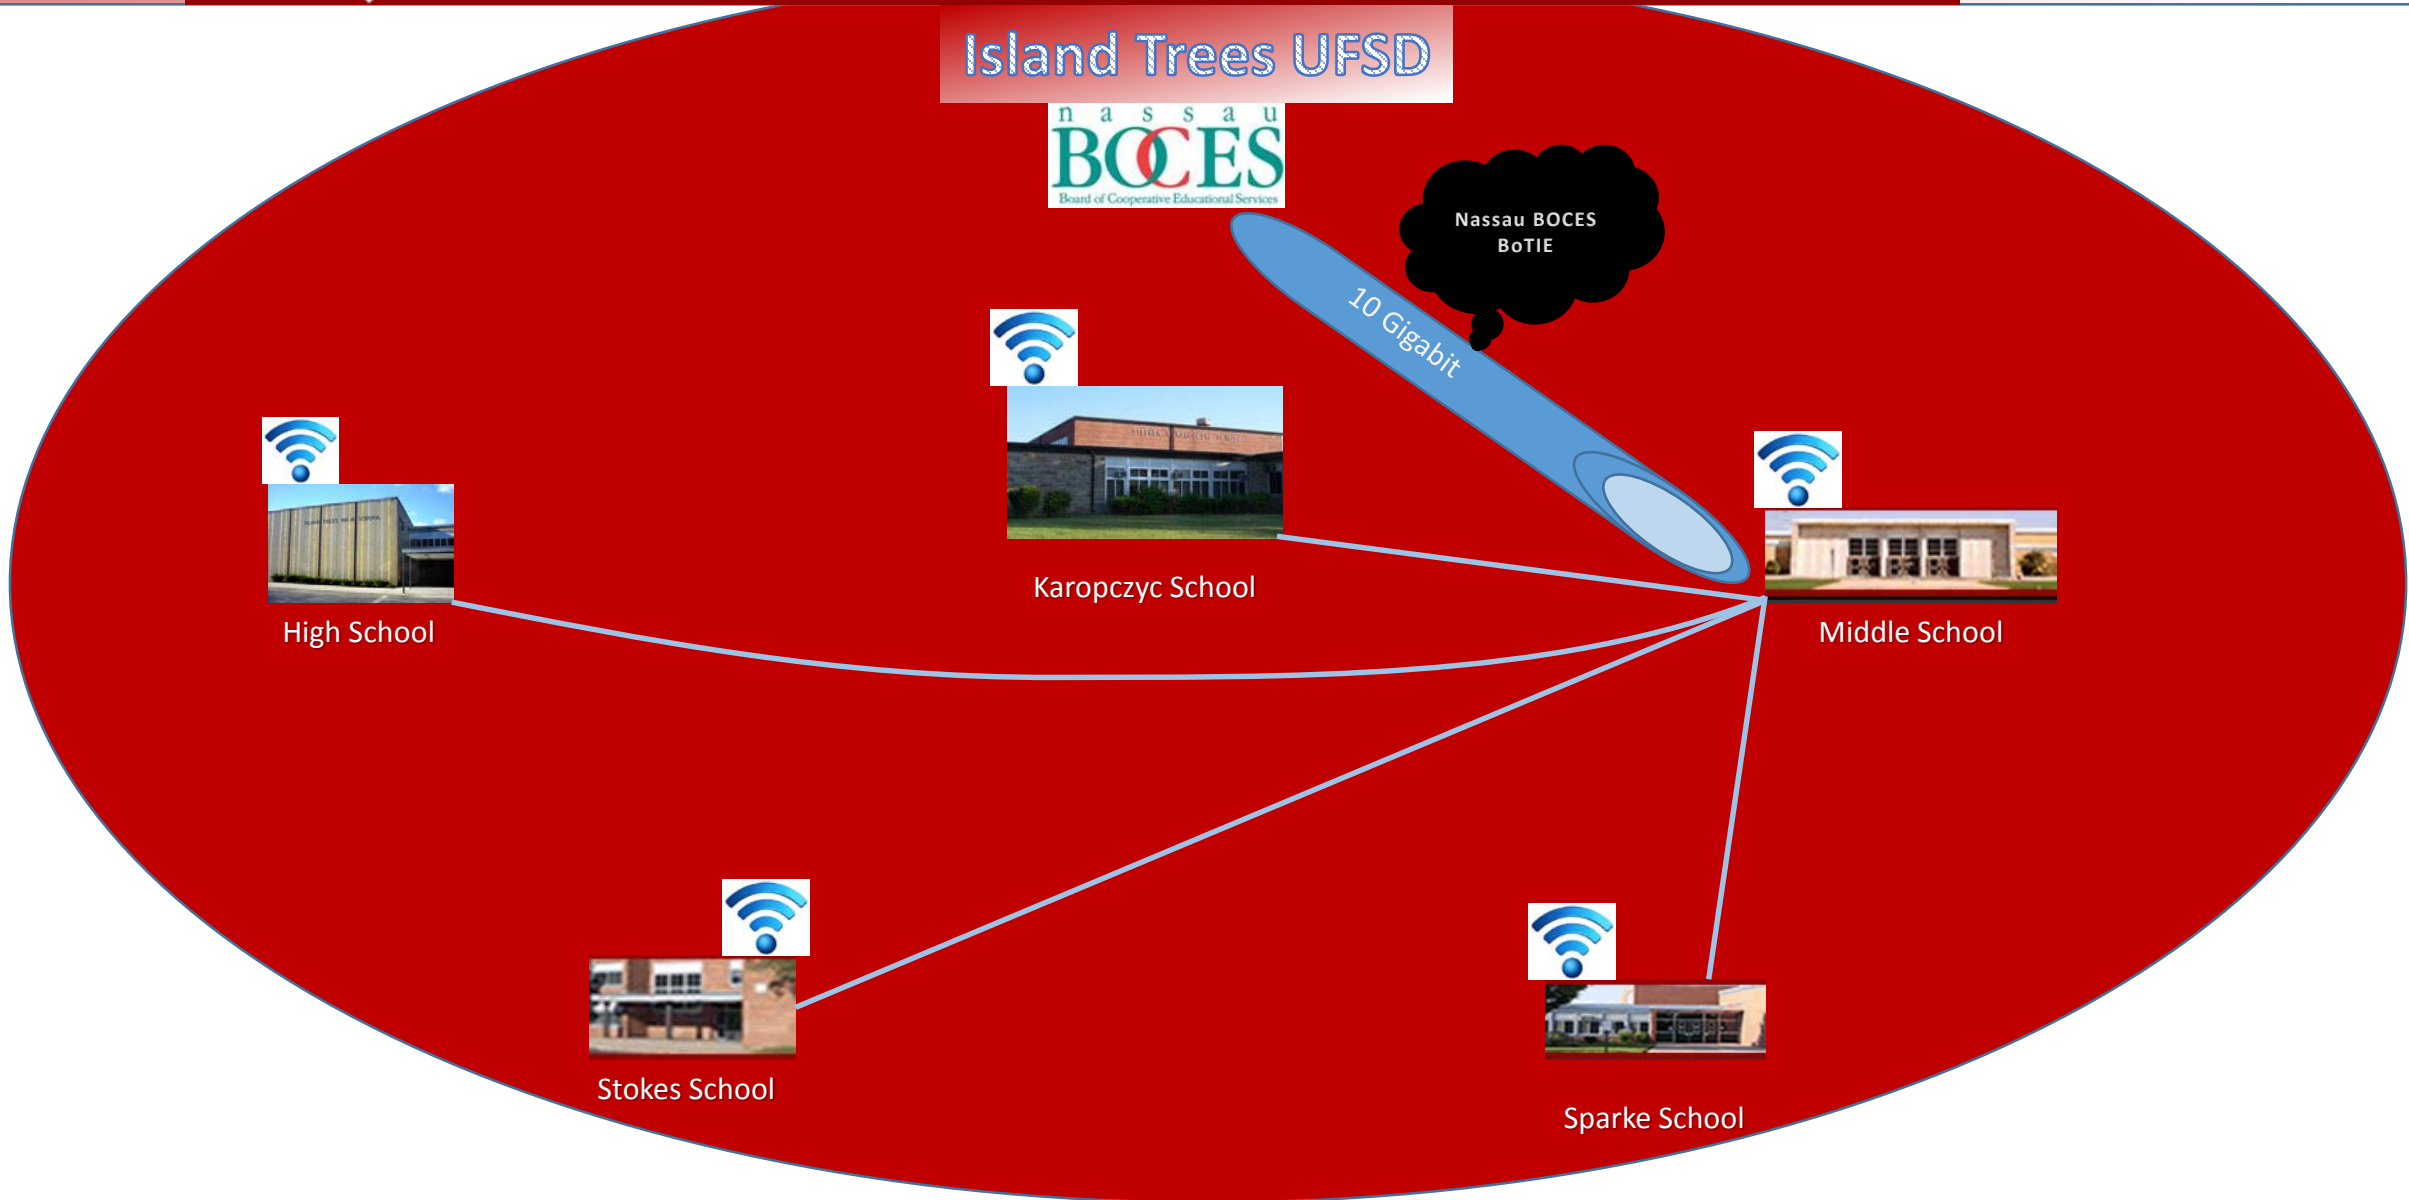 Island Trees UFSD
nassau
BOCES
Board of Cooperative Educational Services
Nassau BOCES
BoTIE
10 Gigabit
Karopczyc School
High School
Middle School
Stokes School
Sparke School